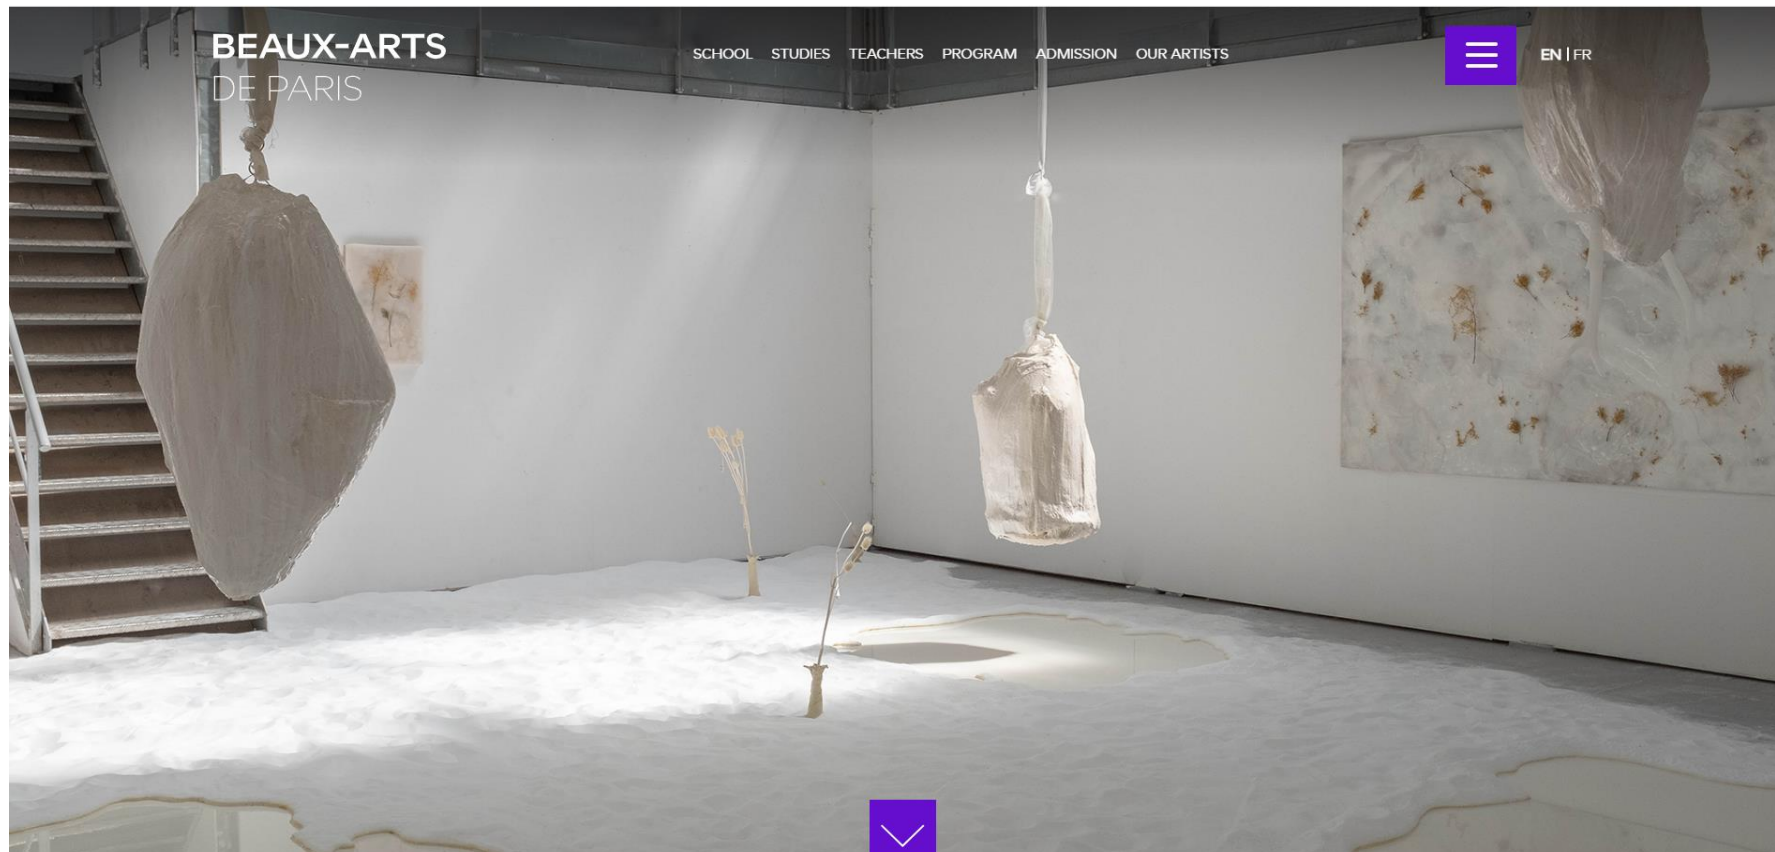 BEAUX-ARTS
DE PARIS
SCHOOL STUDIES TEACHERS PROGRAM ADMISSION OUR ARTISTS
EN | FR